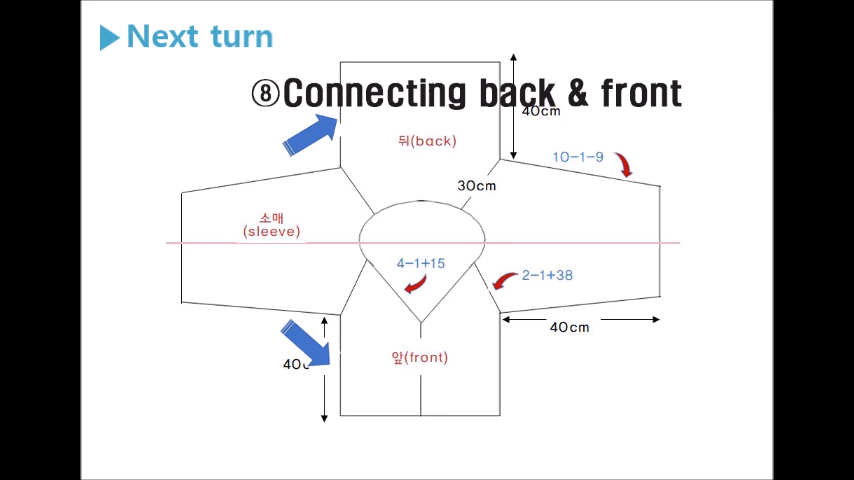 ▶Next turn
⑧Connecting back & front
40cm
뒤(back)
10-1-9
30cm
소매
(sleeve)
4-1+15
2-1+38
40cm
앞(front)